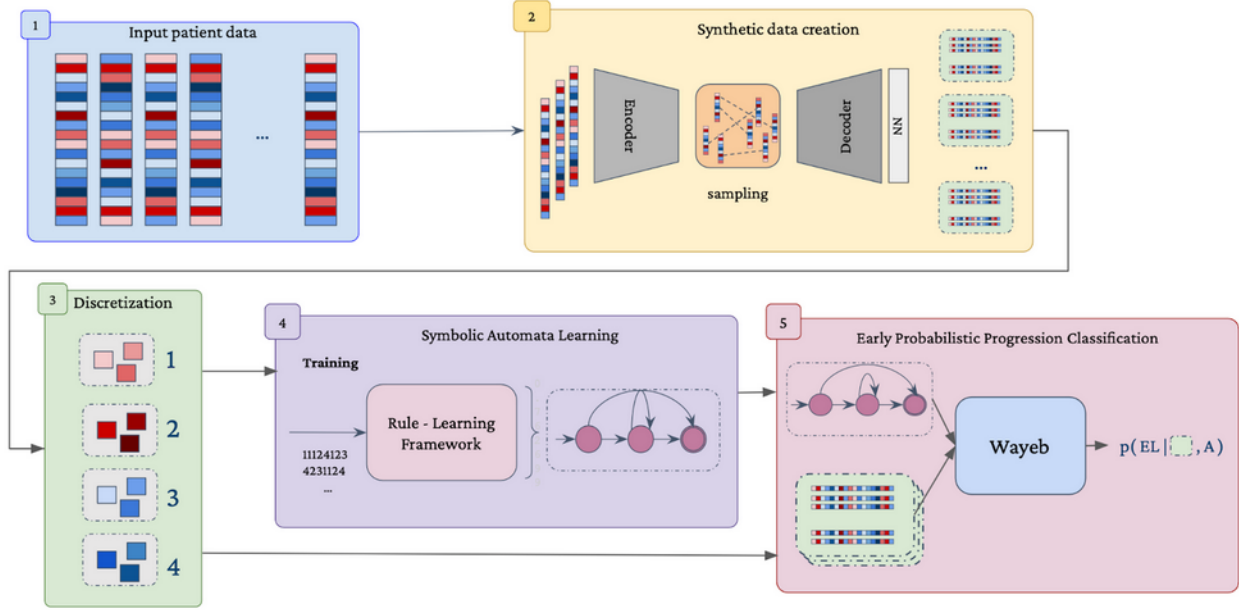 1
Input patient data
...
2
Synthetic data creation
Encoder
sampling
Decoder
NN
...
3
Discretization
1
2
3
4
4
Symbolic Automata Learning
Training
11124123
4231124
...
Rule - Learning
Framework
5
Early Probabilistic Progression Classification
Wayeb
p( EL | , A )